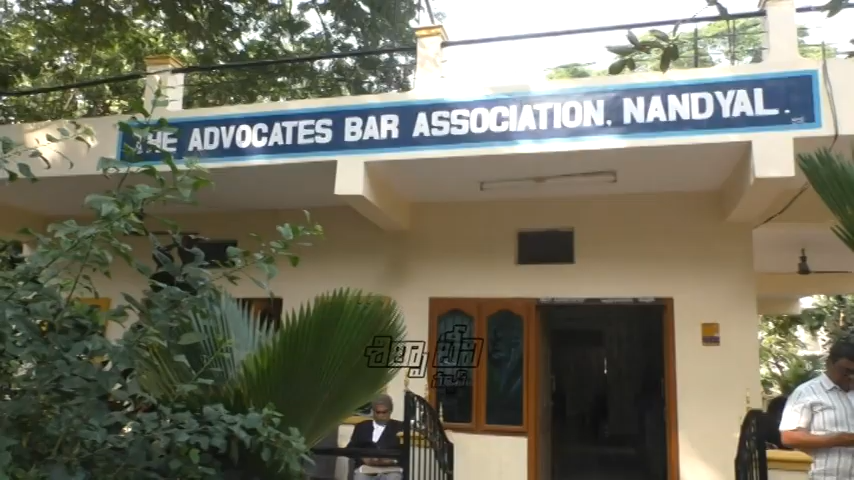 THE ADVOCATES BAR ASSOCIATION, NANDYAL.